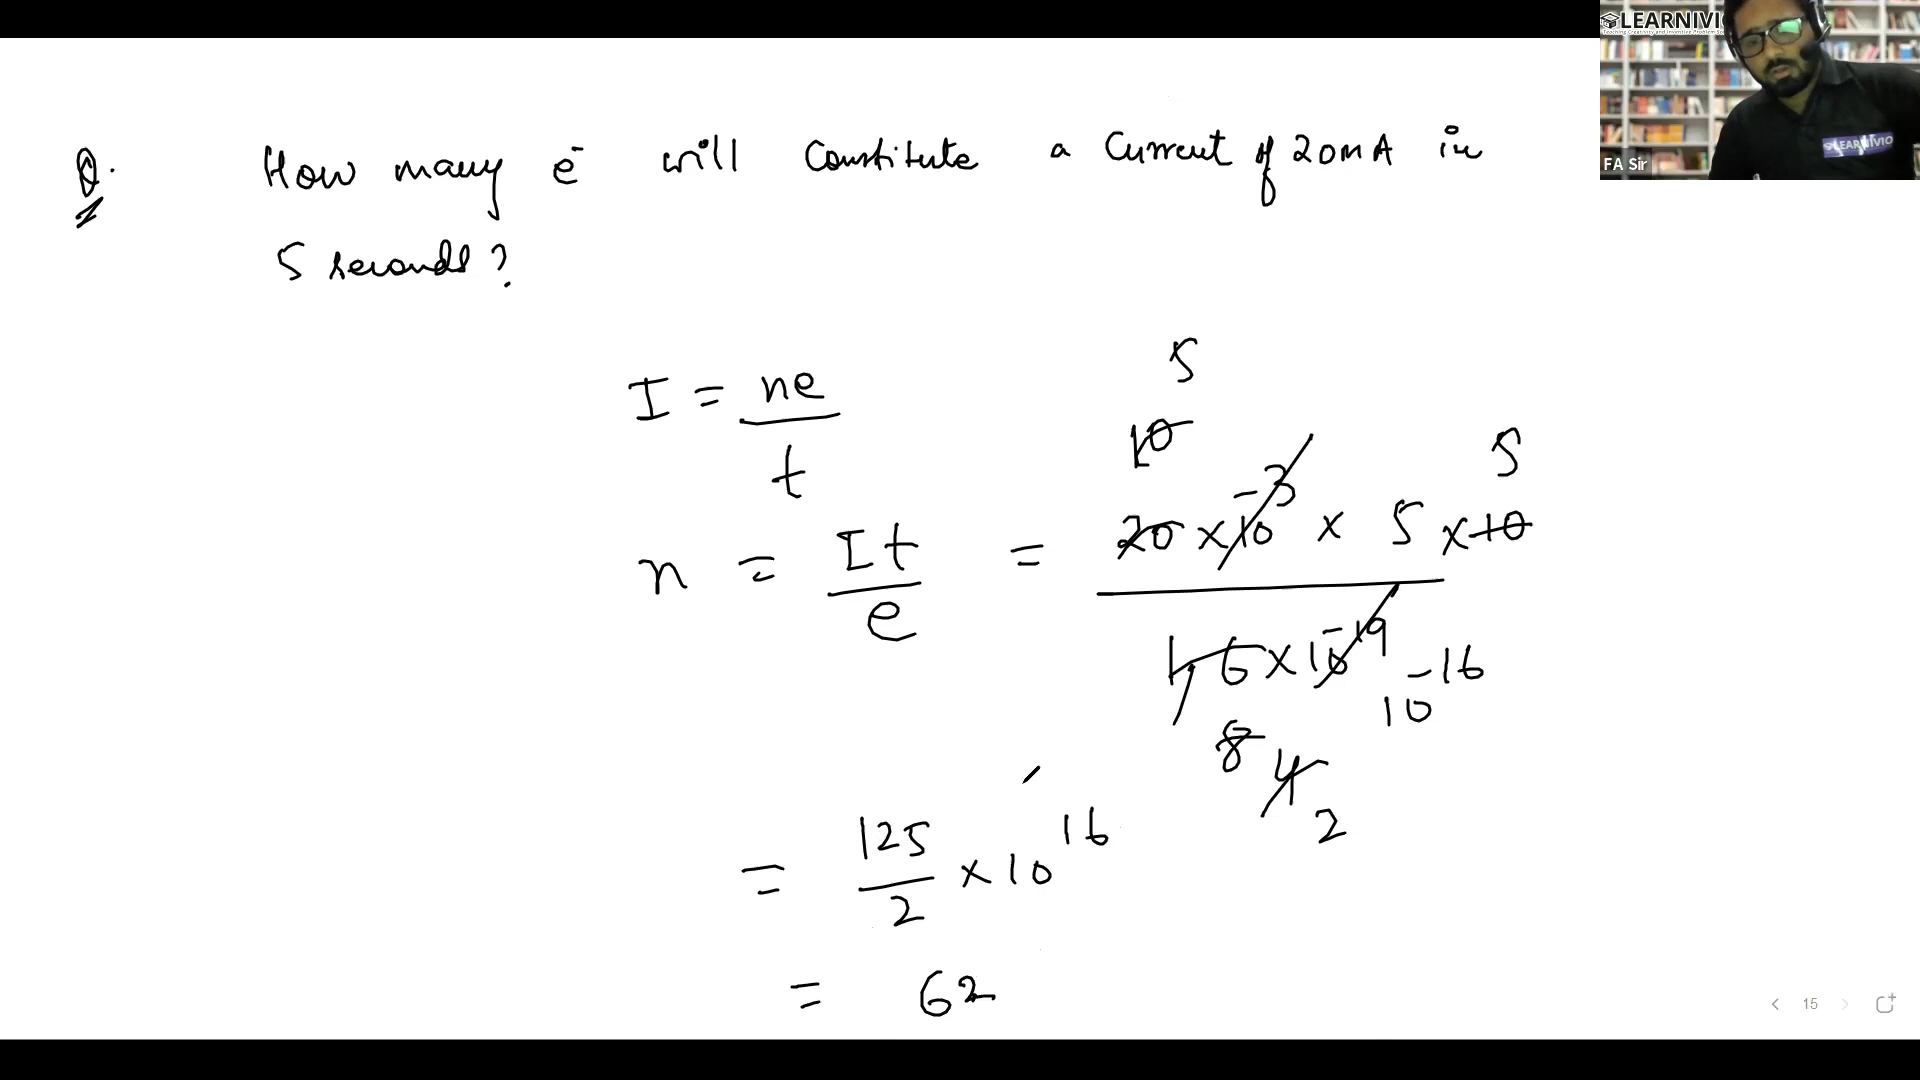 LEARNIVI
FA Sir
LEARNIVIO
Q. How many e⁻ will constitute a current of 20mA in
5 seconds?
I = ne/t
n = It/e = 20 × 10⁻³ × 5 × 10 / 1.6 × 10⁻¹⁹
10 5
5
10⁻¹⁶
8 4 2
= 125/2 × 10¹⁶
= 62
15